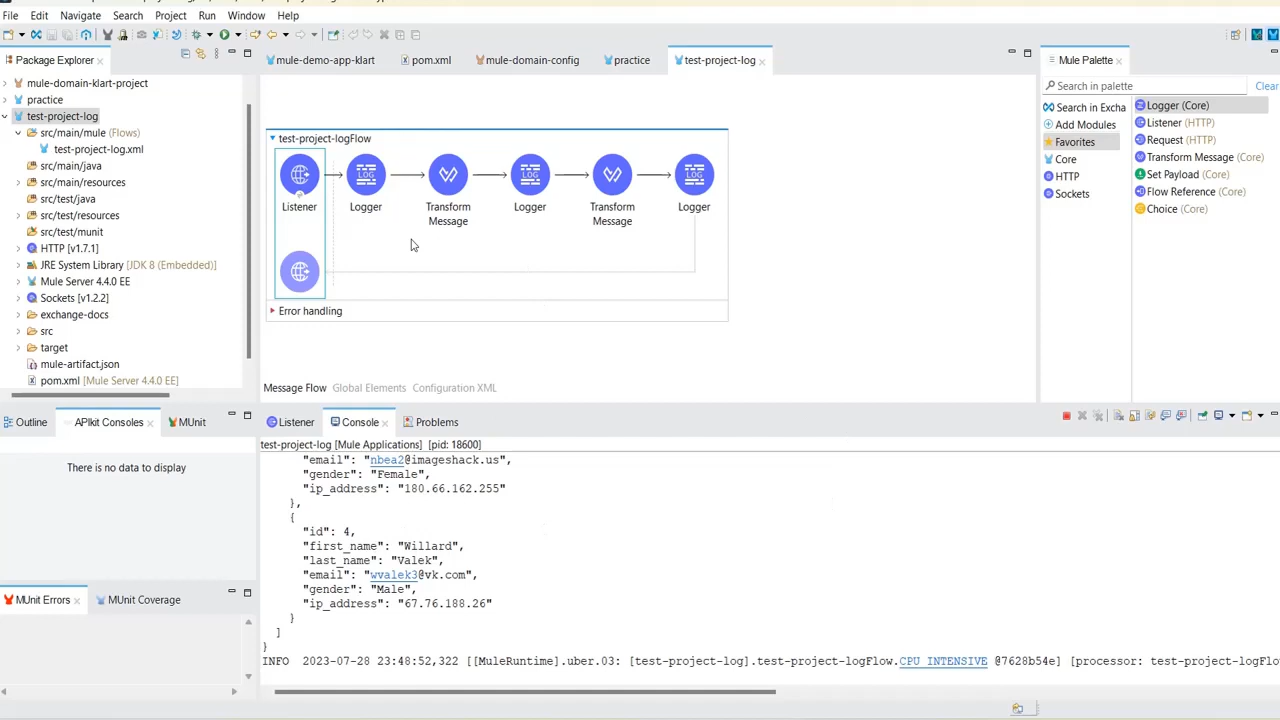 File Edit Navigate Search Project Run Window Help
Package Explorer
mule-domain-klart-project
practice
test-project-log
src/main/mule (Flows)
test-project-log.xml
src/main/java
src/main/resources
src/test/java
src/test/resources
src/test/munit
HTTP [v1.7.1]
JRE System Library [JDK 8 (Embedded)]
Mule Server 4.4.0 EE
Sockets [v1.2.2]
exchange-docs
src
target
mule-artifact.json
pom.xml [Mule Server 4.4.0 EE]
mule-demo-app-klart pom.xml mule-domain-config practice test-project-log
test-project-logFlow
LOG LOG LOG
Listener Logger Transform Message Logger Transform Message Logger
Error handling
Message Flow Global Elements Configuration XML
Mule Palette
Search in palette Clear
Search in Excha
Add Modules
Favorites
Core
HTTP
Sockets
Logger (Core)
Listener (HTTP)
Request (HTTP)
Transform Message (Core)
Set Payload (Core)
Flow Reference (Core)
Choice (Core)
Outline APIkit Consoles MUnit
There is no data to display
MUnit Errors MUnit Coverage
Listener Console Problems
test-project-log [Mule Applications] [pid: 18600]
"email": "nbea2@imageshack.us",
"gender": "Female",
"ip_address": "180.66.162.255"
},
{
"id": 4,
"first_name": "Willard",
"last_name": "Valek",
"email": "wvalek3@vk.com",
"gender": "Male",
"ip_address": "67.76.188.26"
}
]
}
INFO 2023-07-28 23:48:52,322 [[MuleRuntime].uber.03: [test-project-log].test-project-logFlow.CPU_INTENSIVE @7628b54e] [processor: test-project-logFlo